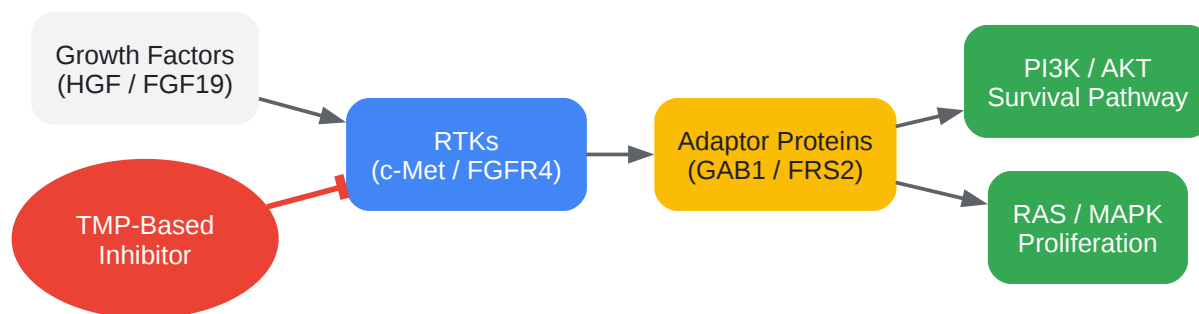 Growth Factors
(HGF / FGF19)
TMP-Based
Inhibitor
RTKs
(c-Met / FGFR4)
Adaptor Proteins
(GAB1 / FRS2)
PI3K / AKT
Survival Pathway
RAS / MAPK
Proliferation